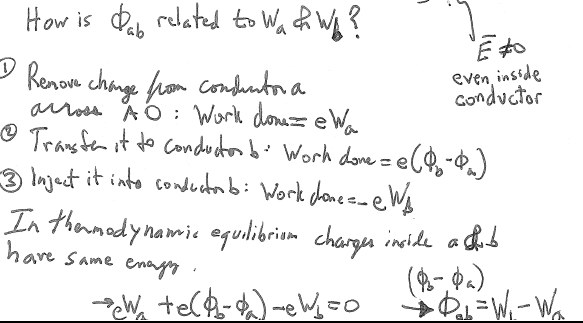 How is ϕab related to Wa & Wb?
E ≠ 0
even inside
conductor
① Remove charge from conductor a
across AO : Work done = eWa
② Transfer it to conductor b: Work done = e(ϕb-ϕa)
③ Inject it into conductor b: Work done = -eWb
In thermodynamic equilibrium charges inside a & b
have same energy.
(ϕb-ϕa)
→ eWa + e(ϕb-ϕa) - eWb = 0 → ϕab = Wb - Wa